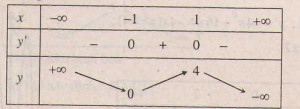 x -∞ -1 1 +∞
y' - 0 + 0 -
y +∞ 0 4 -∞